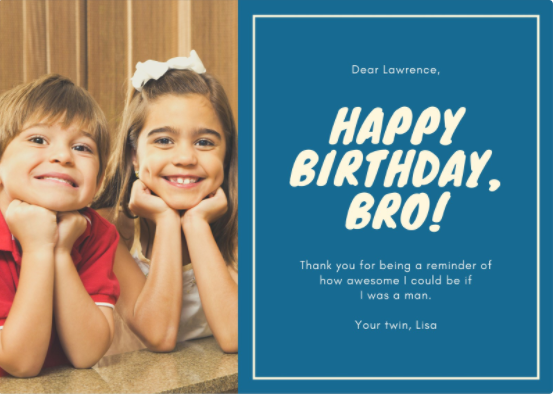 Dear Lawrence,
HAPPY
BIRTHDAY,
BRO!
Thank you for being a reminder of
how awesome I could be if
I was a man.
Your twin, Lisa